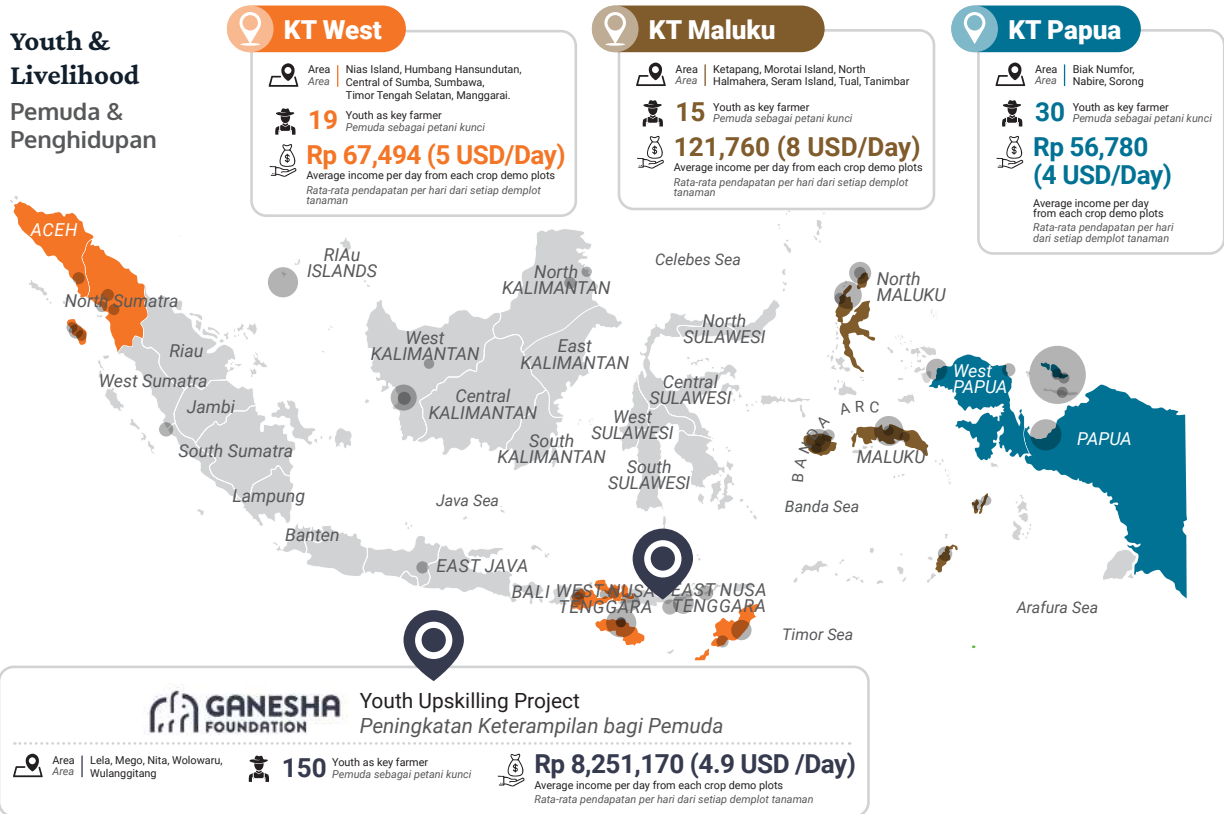 Youth &
Livelihood
Pemuda &
Penghidupan
KT West
Area
Area
Nias Island, Humbang Hansundutan,
Central of Sumba, Sumbawa,
Timor Tengah Selatan, Manggarai.
19
Youth as key farmer
Pemuda sebagai petani kunci
Rp 67,494 (5 USD/Day)
Average income per day from each crop demo plots
Rata-rata pendapatan per hari dari setiap demplot
tanaman
KT Maluku
Area
Area
Ketapang, Morotai Island, North
Halmahera, Seram Island, Tual, Tanimbar
15
Youth as key farmer
Pemuda sebagai petani kunci
121,760 (8 USD/Day)
Average income per day from each crop demo plots
Rata-rata pendapatan per hari dari setiap demplot
tanaman
KT Papua
Area
Area
Biak Numfor,
Nabire, Sorong
30
Youth as key farmer
Pemuda sebagai petani kunci
Rp 56,780
(4 USD/Day)
Average income per day
from each crop demo plots
Rata-rata pendapatan per hari
dari setiap demplot tanaman
ACEH
North Sumatra
RIAu
ISLANDS
Riau
West Sumatra
Jambi
South Sumatra
Lampung
Banten
EAST JAVA
Java Sea
North
KALIMANTAN
West
KALIMANTAN
East
KALIMANTAN
Central
KALIMANTAN
South
KALIMANTAN
Celebes Sea
North
SULAWESI
Central
SULAWESI
West
SULAWESI
South
SULAWESI
North
MALUKU
BANDA ARC
MALUKU
Banda Sea
West
PAPUA
PAPUA
BALI
WEST NUSA
TENGGARA
EAST NUSA
TENGGARA
Timor Sea
Arafura Sea
GANESHA
FOUNDATION
Youth Upskilling Project
Peningkatan Keterampilan bagi Pemuda
Area
Area
Lela, Mego, Nita, Wolowaru,
Wulanggitang
150
Youth as key farmer
Pemuda sebagai petani kunci
Rp 8,251,170 (4.9 USD /Day)
Average income per day from each crop demo plots
Rata-rata pendapatan per hari dari setiap demplot tanaman